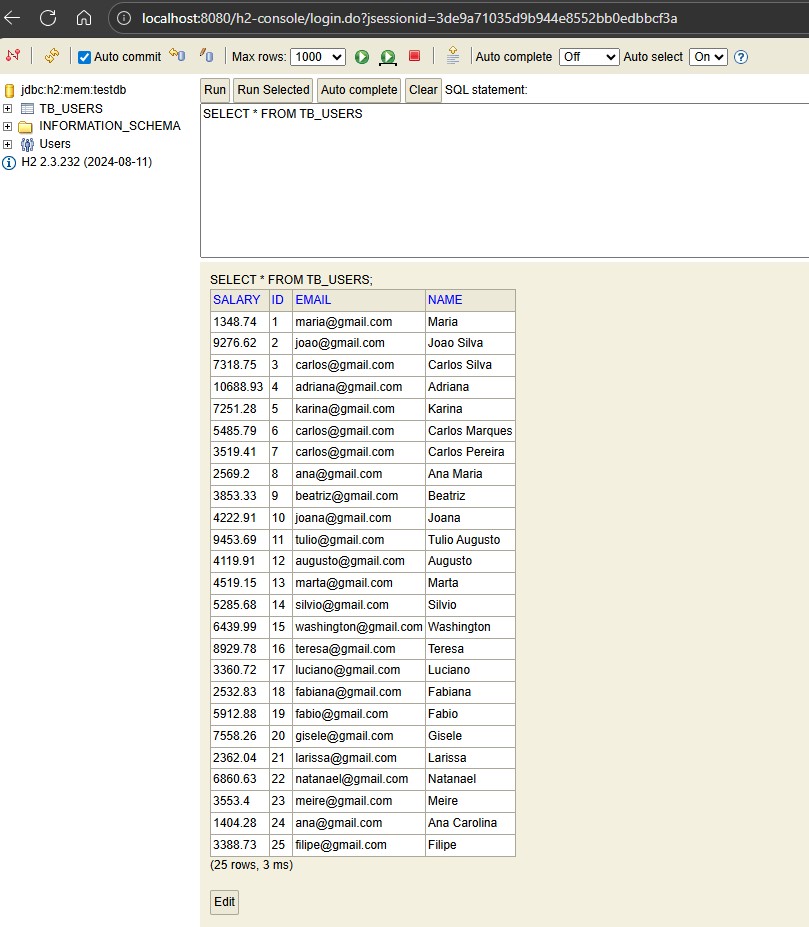 localhost:8080/h2-console/login.do?jsessionid=3de9a71035d9b944e8552bb0edbbcf3a
Auto commit Max rows: 1000 Auto complete Off Auto select On
jdbc:h2:mem:testdb
TB_USERS
INFORMATION_SCHEMA
Users
H2 2.3.232 (2024-08-11)
Run Run Selected Auto complete Clear SQL statement:
SELECT * FROM TB_USERS
SELECT * FROM TB_USERS;
SALARY ID EMAIL NAME
1348.74 1 maria@gmail.com Maria
9276.62 2 joao@gmail.com Joao Silva
7318.75 3 carlos@gmail.com Carlos Silva
10688.93 4 adriana@gmail.com Adriana
7251.28 5 karina@gmail.com Karina
5485.79 6 carlos@gmail.com Carlos Marques
3519.41 7 carlos@gmail.com Carlos Pereira
2569.2 8 ana@gmail.com Ana Maria
3853.33 9 beatriz@gmail.com Beatriz
4222.91 10 joana@gmail.com Joana
9453.69 11 tulio@gmail.com Tulio Augusto
4119.91 12 augusto@gmail.com Augusto
4519.15 13 marta@gmail.com Marta
5285.68 14 silvio@gmail.com Silvio
6439.99 15 washington@gmail.com Washington
8929.78 16 teresa@gmail.com Teresa
3360.72 17 luciano@gmail.com Luciano
2532.83 18 fabiana@gmail.com Fabiana
5912.88 19 fabio@gmail.com Fabio
7558.26 20 gisele@gmail.com Gisele
2362.04 21 larissa@gmail.com Larissa
6860.63 22 natanael@gmail.com Natanael
3553.4 23 meire@gmail.com Meire
1404.28 24 ana@gmail.com Ana Carolina
3388.73 25 filipe@gmail.com Filipe
(25 rows, 3 ms)
Edit